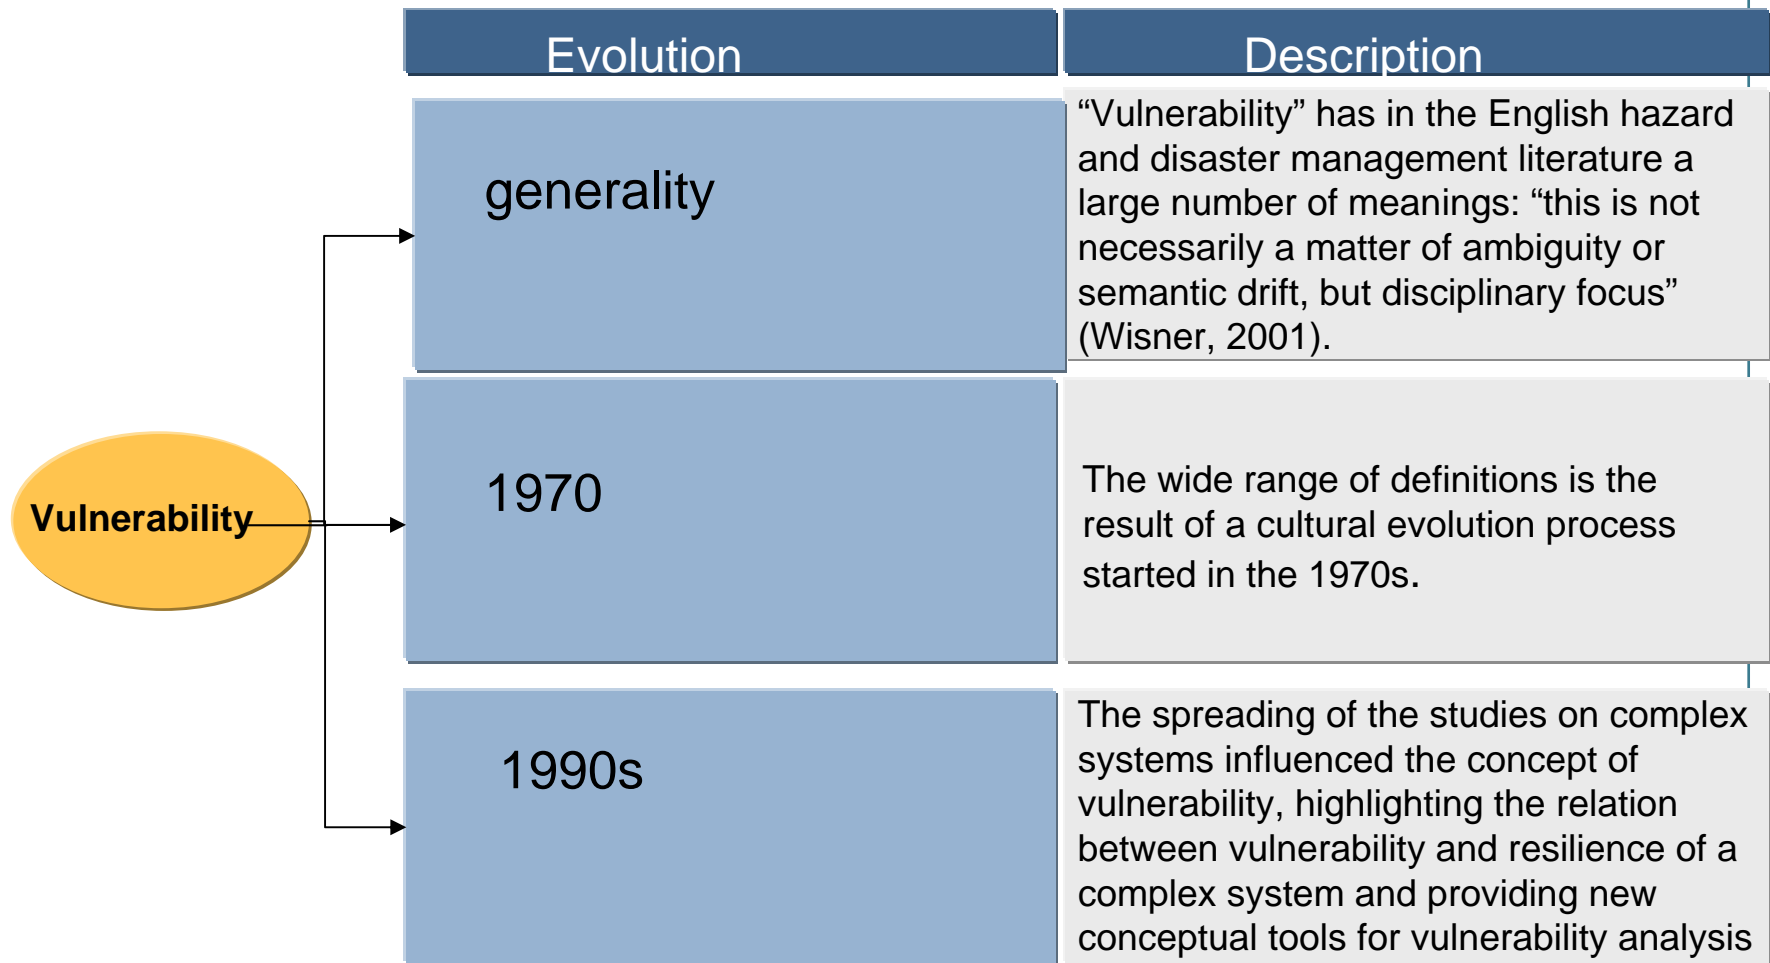 Evolution
Description
generality
“Vulnerability” has in the English hazard
and disaster management literature a
large number of meanings: “this is not
necessarily a matter of ambiguity or
semantic drift, but disciplinary focus”
(Wisner, 2001).
Vulnerability
1970
The wide range of definitions is the
result of a cultural evolution process
started in the 1970s.
1990s
The spreading of the studies on complex
systems influenced the concept of
vulnerability, highlighting the relation
between vulnerability and resilience of a
complex system and providing new
conceptual tools for vulnerability analysis